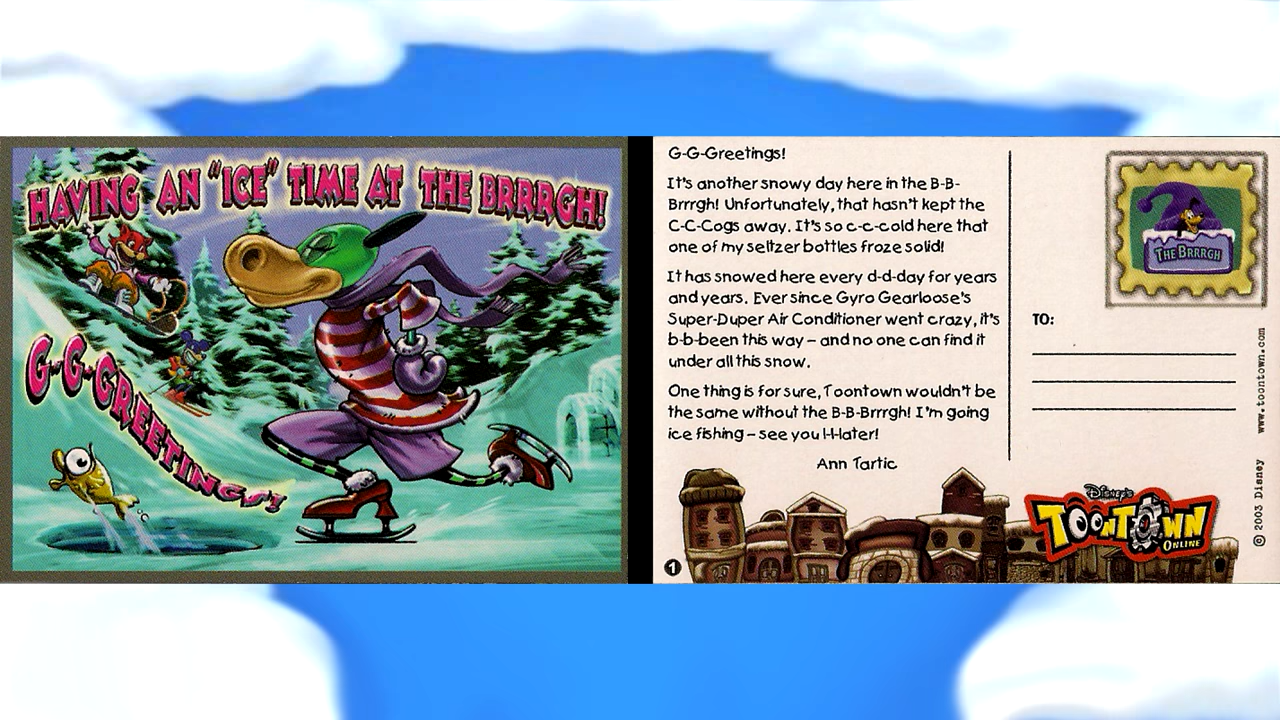 HAVING AN "ICE" TIME AT THE BRRRGH!
G-G-GREETINGS!
G-G-Greetings!
It's another snowy day here in the B-B-
Brrrgh! Unfortunately, that hasn't kept the
C-C-Cogs away. It's so c-c-cold here that
one of my seltzer bottles froze solid!
It has snowed here every d-d-day for years
and years. Ever since Gyro Gearloose's
Super-Duper Air Conditioner went crazy, it's
b-b-been this way – and no one can find it
under all this snow.
One thing is for sure, Toontown wouldn't be
the same without the B-B-Brrrgh! I'm going
ice fishing – see you l-l-later!
Ann Tartic
1
THE BRRRGH
TO:
DISNEY'S
TOONTOWN
ONLINE
© 2003 Disney www.toontown.com